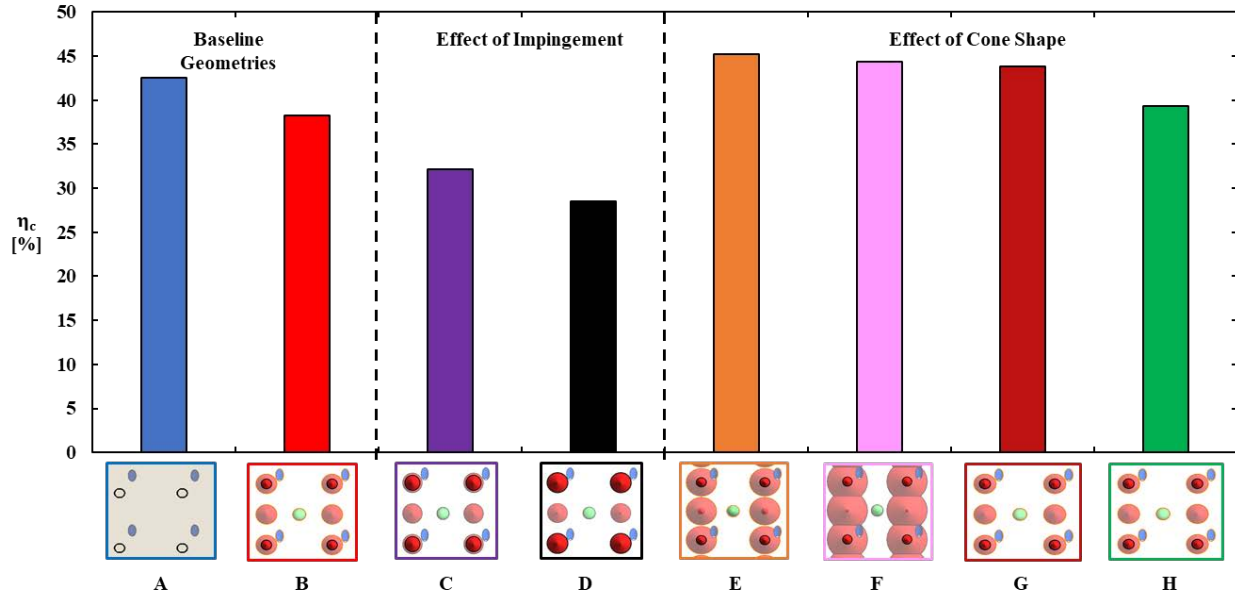 50
45
40
35
30
25
20
15
10
5
0
ηc
[%]
Baseline
Geometries
Effect of Impingement
Effect of Cone Shape
A B C D E F G H